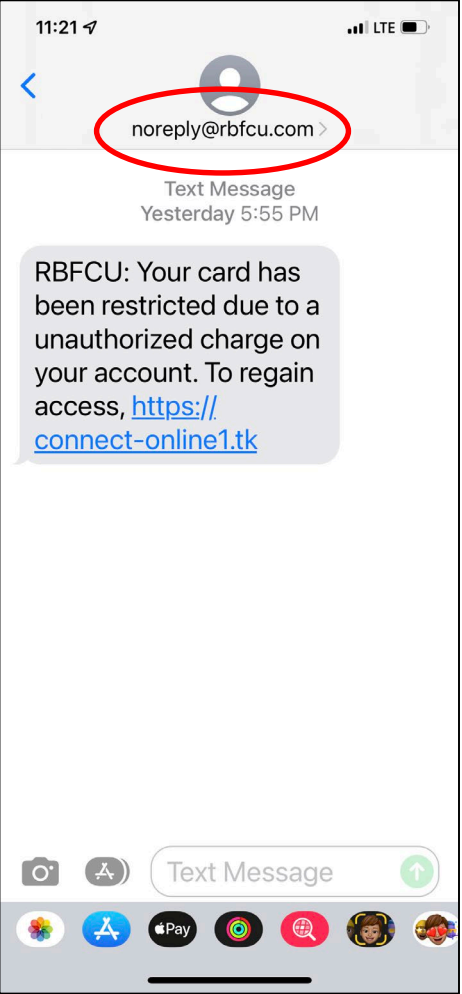 11:21
LTE
noreply@rbfcu.com
Text Message
Yesterday 5:55 PM
RBFCU: Your card has
been restricted due to a
unauthorized charge on
your account. To regain
access, https://
connect-online1.tk
Text Message
Pay